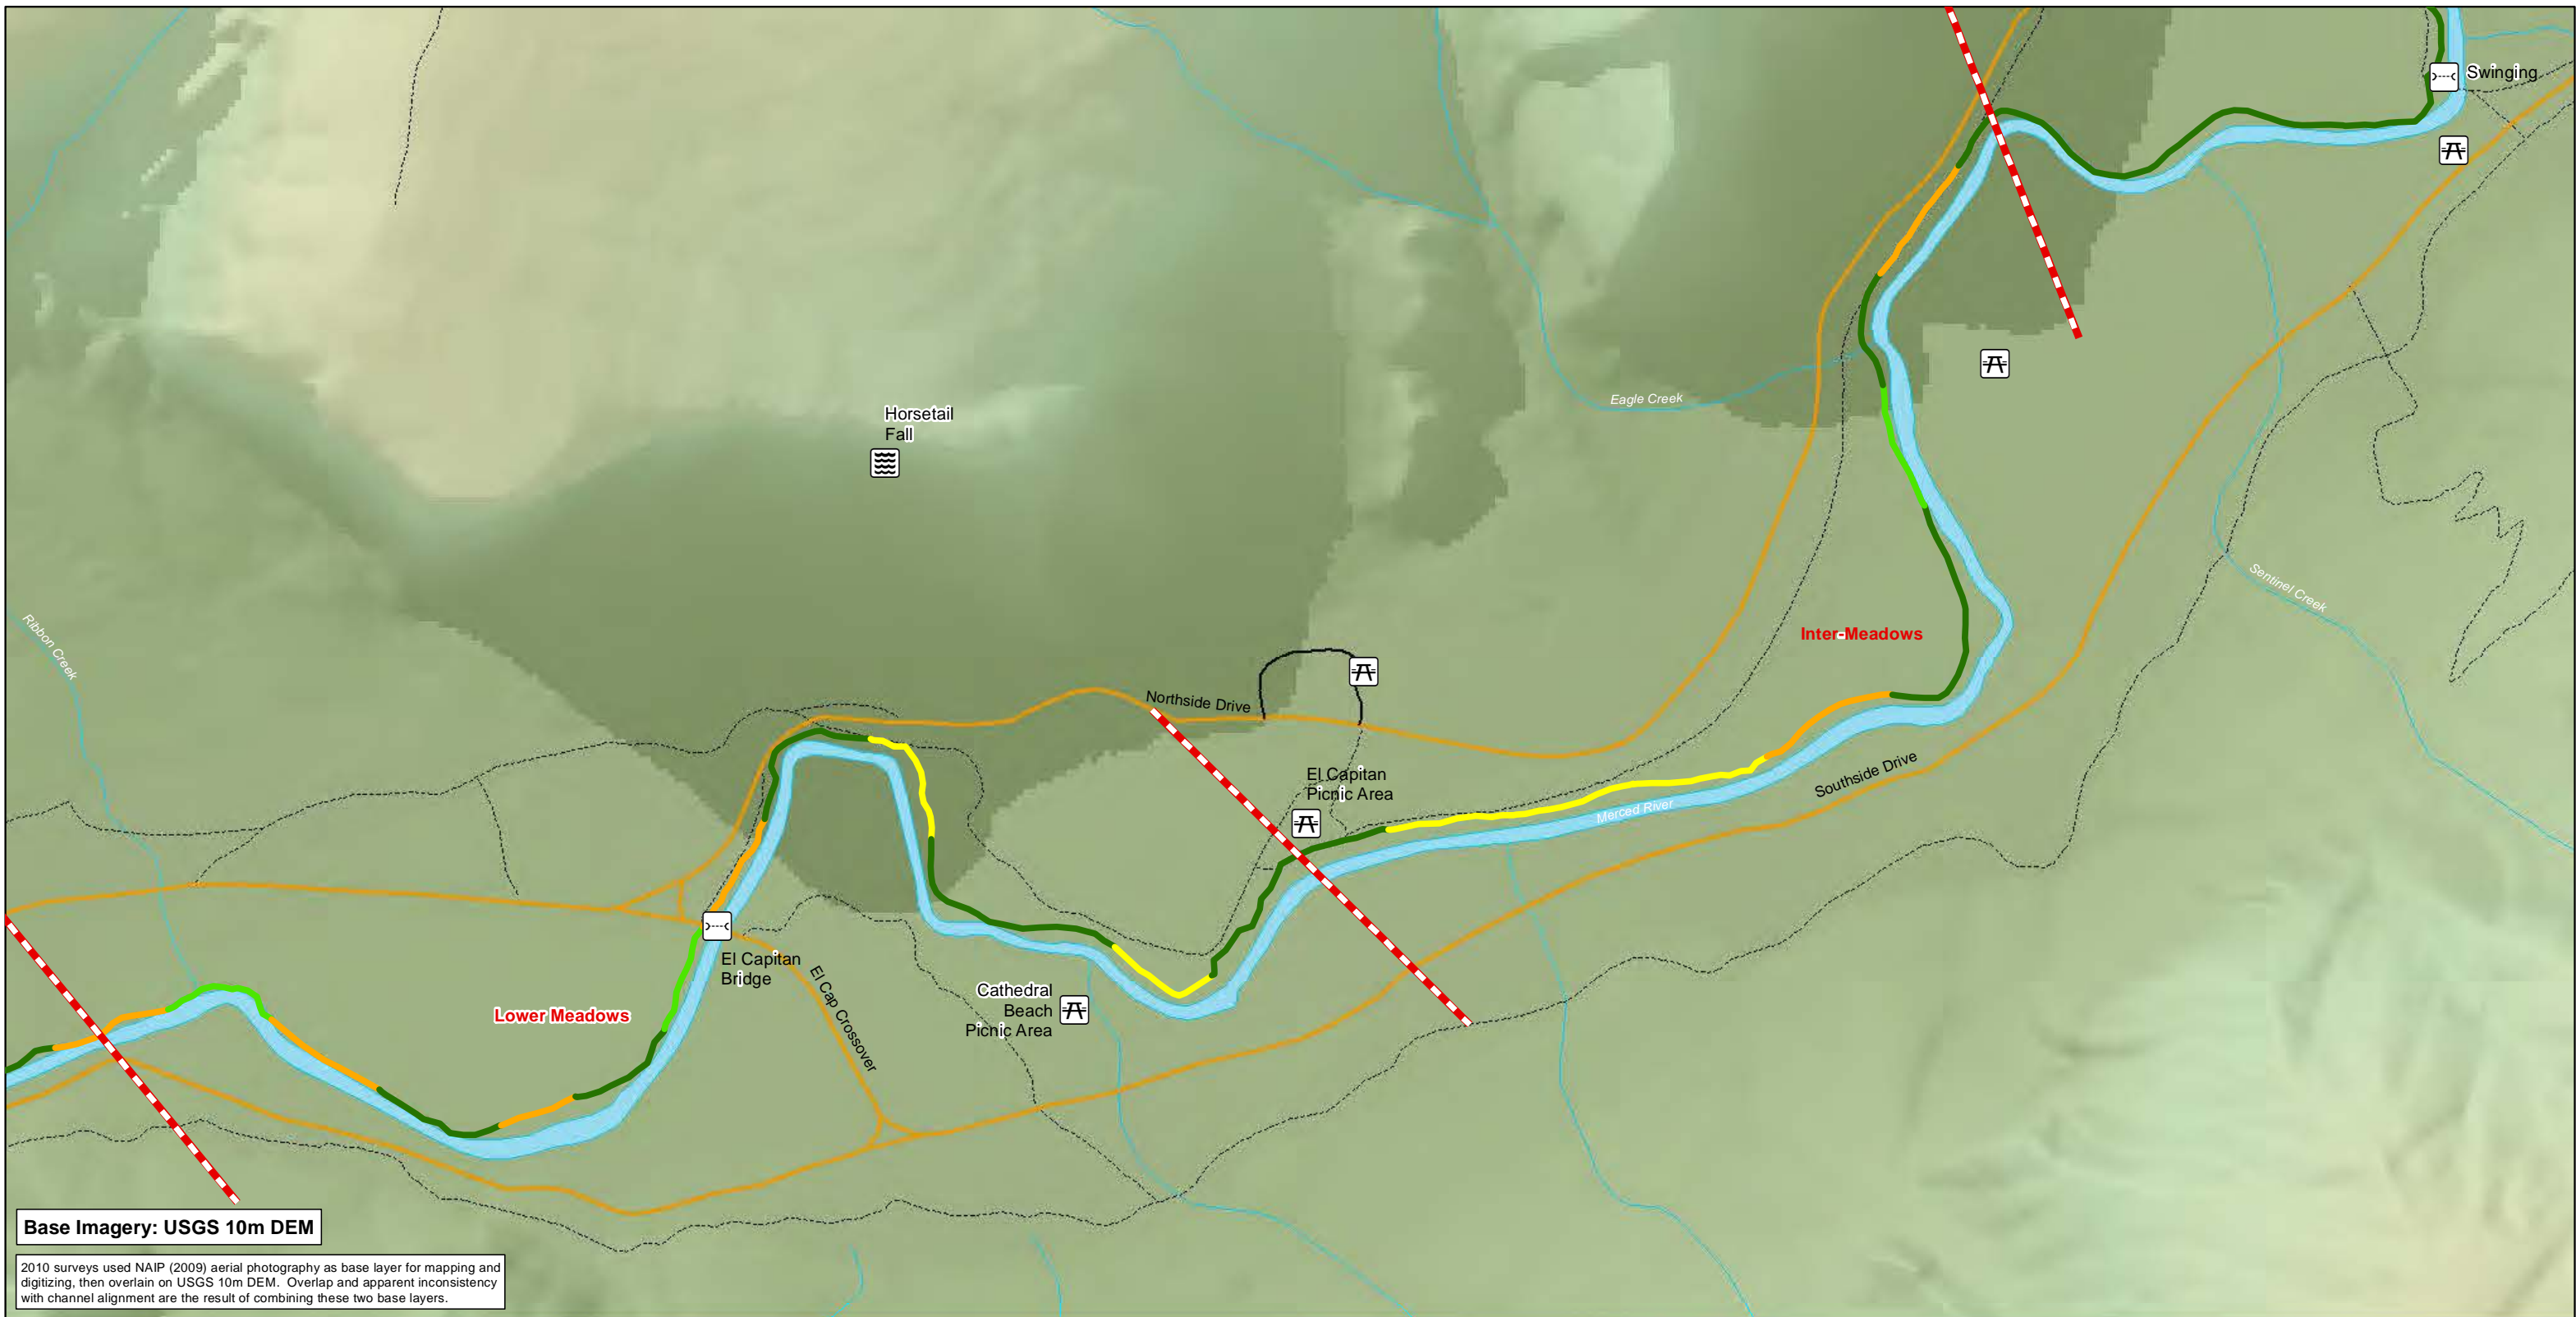 Swinging
Horsetail
Fall
Eagle Creek
Sentinel Creek
Ribbon Creek
Inter-Meadows
Northside Drive
El Capitan
Picnic Area
Southside Drive
Merced River
El Capitan
Bridge
El Cap Crossover
Cathedral
Beach
Picnic Area
Lower Meadows
Base Imagery: USGS 10m DEM
2010 surveys used NAIP (2009) aerial photography as base layer for mapping and
digitizing, then overlain on USGS 10m DEM. Overlap and apparent inconsistency
with channel alignment are the result of combining these two base layers.